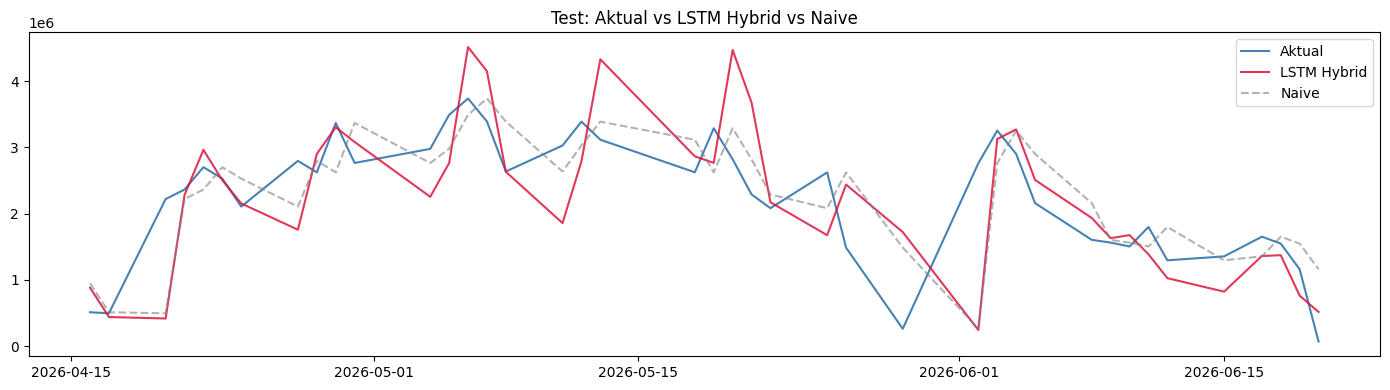 Test: Aktual vs LSTM Hybrid vs Naive
1e6
Aktual
LSTM Hybrid
Naive
4
3
2
1
0
2026-04-15
2026-05-01
2026-05-15
2026-06-01
2026-06-15